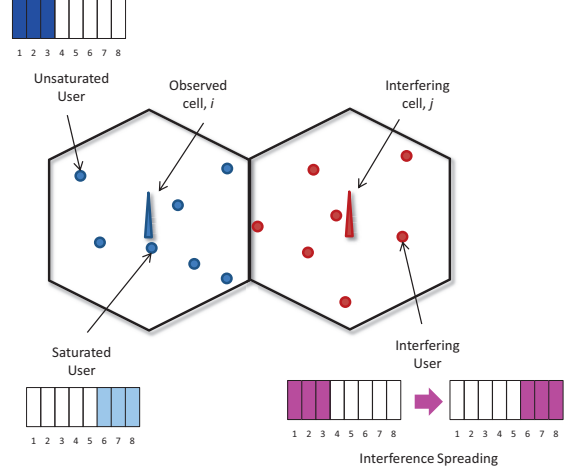 1 2 3 4 5 6 7 8
Unsaturated
User
Observed
cell, i
Interfering
cell, j
Saturated
User
1 2 3 4 5 6 7 8
Interfering
User
1 2 3 4 5 6 7 8
1 2 3 4 5 6 7 8
Interference Spreading